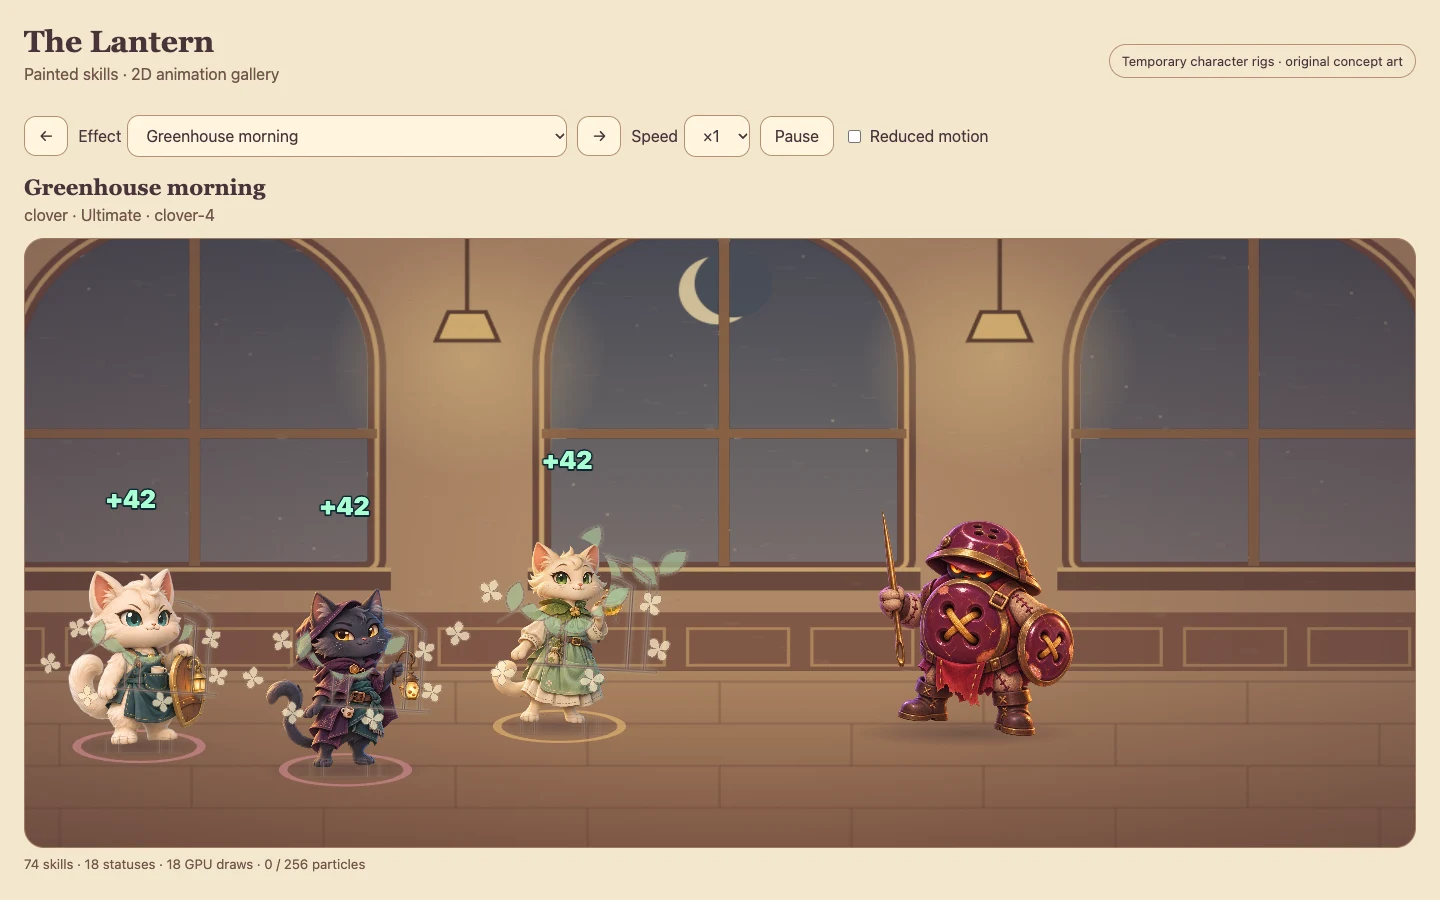 The Lantern
Painted skills · 2D animation gallery
Temporary character rigs · original concept art
← Effect Greenhouse morning → Speed ×1 Pause Reduced motion
Greenhouse morning
clover · Ultimate · clover-4
+42
+42
+42
74 skills · 18 statuses · 18 GPU draws · 0 / 256 particles